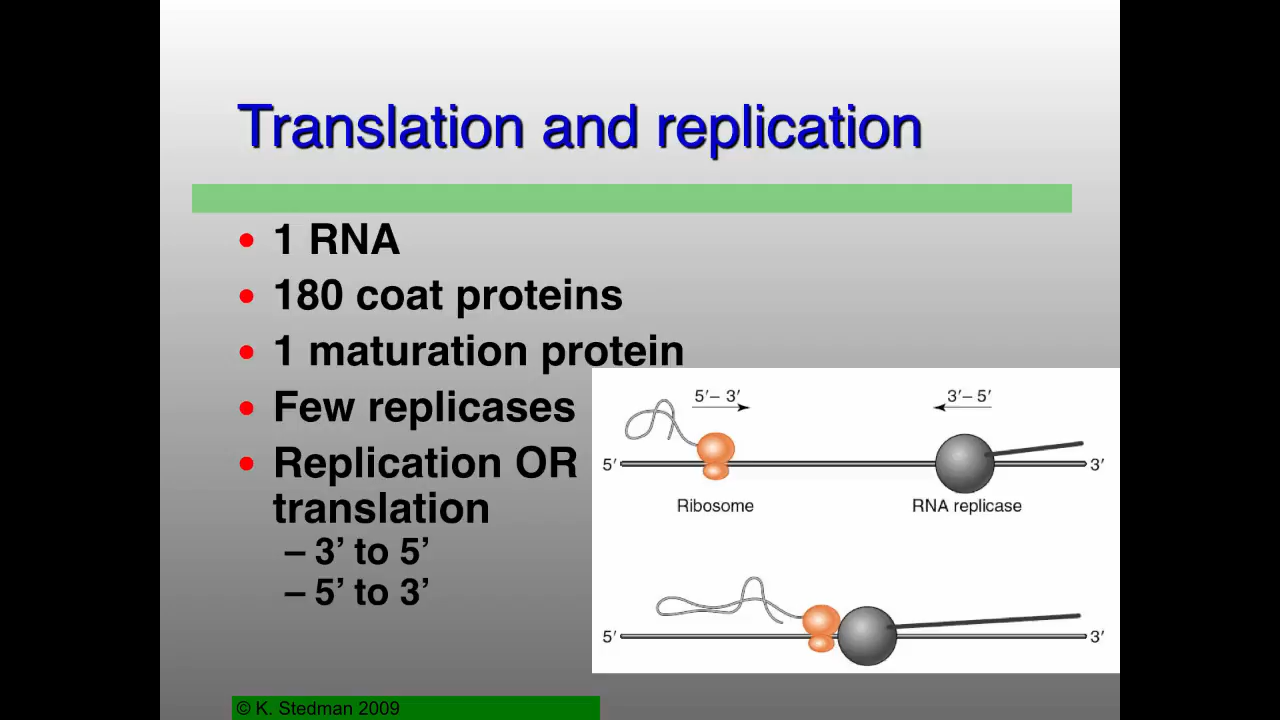 Translation and replication
• 1 RNA
• 180 coat proteins
• 1 maturation protein
• Few replicases
• Replication OR
translation
– 3’ to 5’
– 5’ to 3’
5′– 3′
3′– 5′
5′
3′
Ribosome
RNA replicase
5′
3′
© K. Stedman 2009